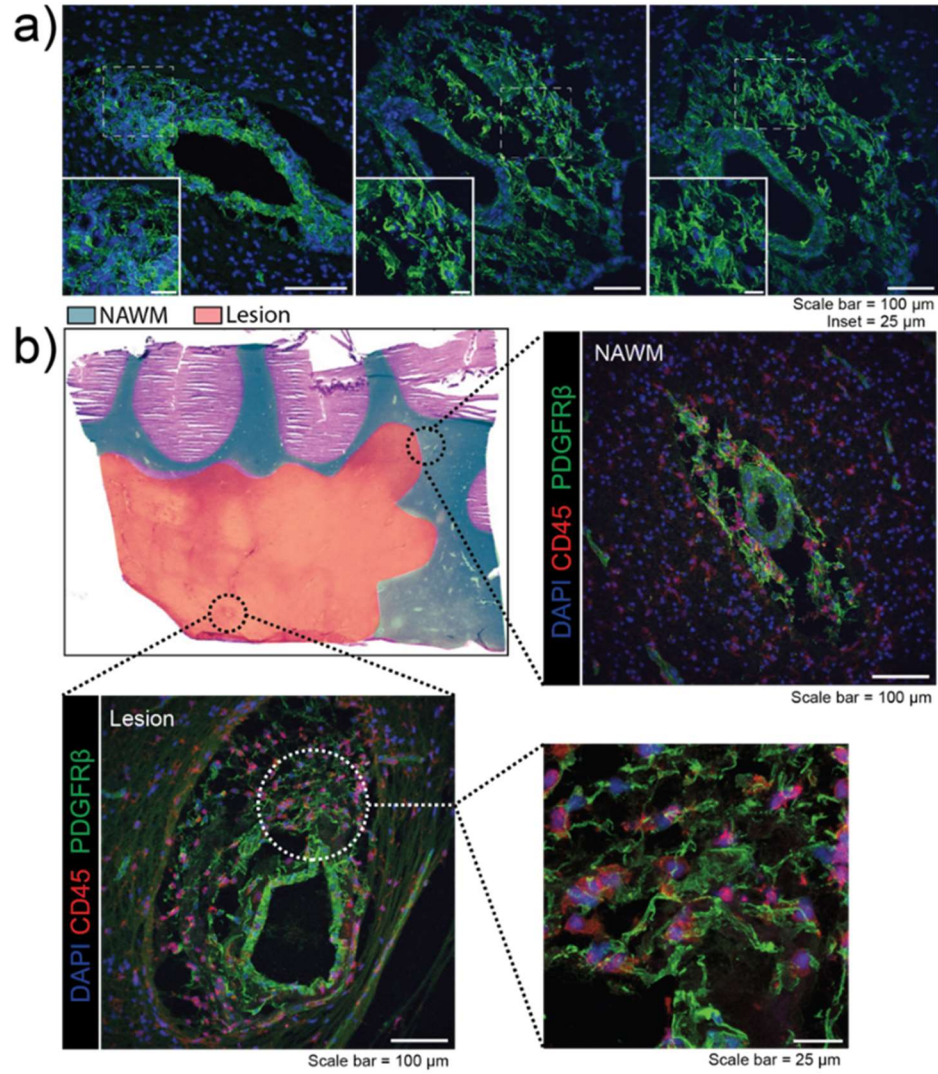 a)
Scale bar = 100 µm
Inset = 25 µm
NAWM Lesion
b)
NAWM
DAPI CD45 PDGFRβ
Scale bar = 100 µm
Lesion
DAPI CD45 PDGFRβ
Scale bar = 100 µm
Scale bar = 25 µm